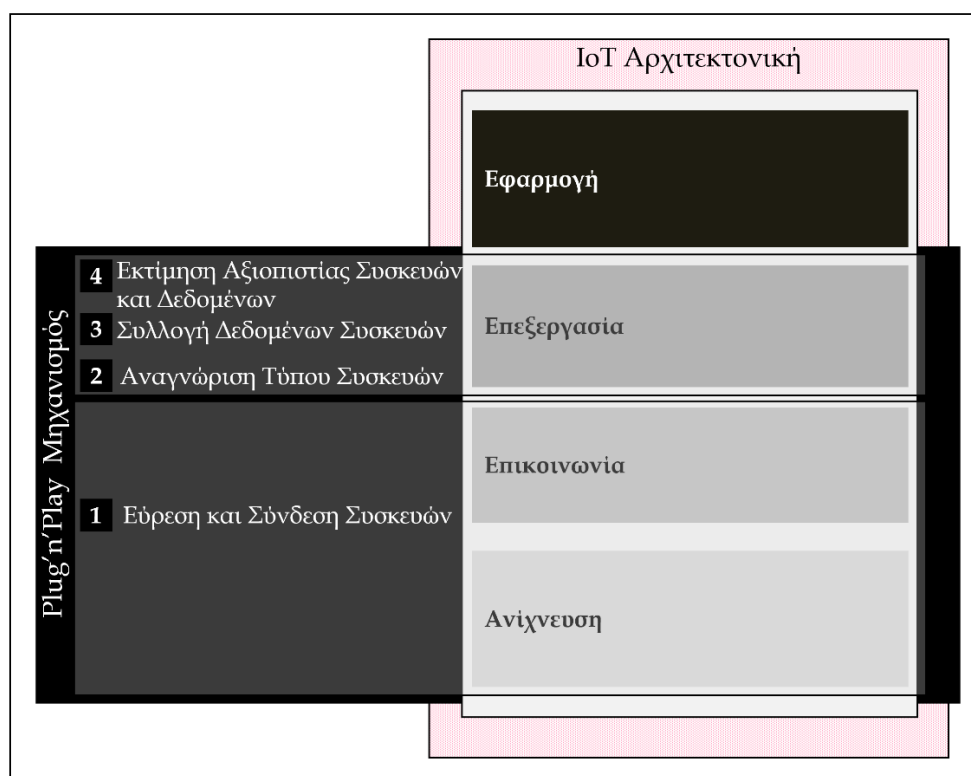 IoT Αρχιτεκτονική
Εφαρμογή
4 Εκτίμηση Αξιοπιστίας Συσκευών
και Δεδομένων
3 Συλλογή Δεδομένων Συσκευών
2 Αναγνώριση Τύπου Συσκευών
Επεξεργασία
1 Εύρεση και Σύνδεση Συσκευών
Επικοινωνία
Ανίχνευση
Plug'n'Play Μηχανισμός